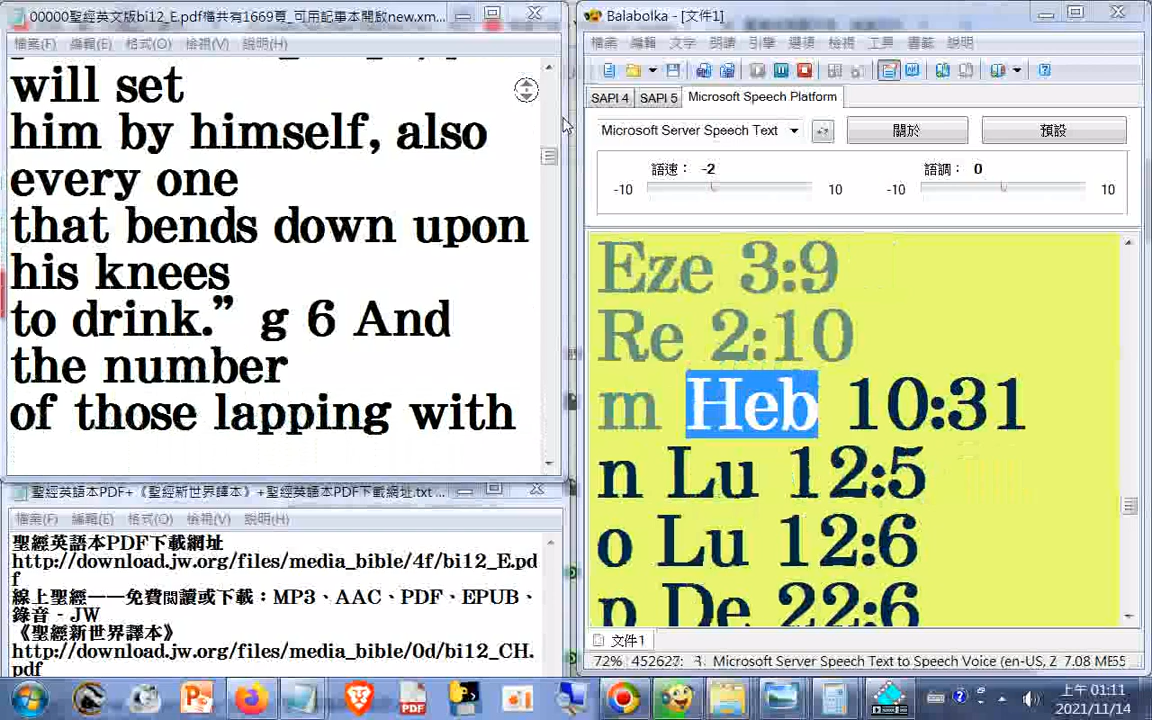 00000聖經英文版bi12_E.pdf檔共有1669頁_可用記事本開啟new.xm...
檔案(F) 編輯(E) 格式(O) 檢視(V) 說明(H)
will set
him by himself, also
every one
that bends down upon
his knees
to drink.” g 6 And
the number
of those lapping with
聖經英語本PDF+《聖經新世界譯本》+聖經英語本PDF下載網址.txt ...
檔案(F) 編輯(E) 格式(O) 檢視(V) 說明(H)
聖經英語本PDF下載網址
http://download.jw.org/files/media_bible/4f/bi12_E.pd
f
線上聖經——免費閱讀或下載：MP3、AAC、PDF、EPUB、
錄音 - JW
《聖經新世界譯本》
http://download.jw.org/files/media_bible/0d/bi12_CH.
pdf
Balabolka - [文件1]
檔案 編輯 文字 朗讀 引擎 選項 檢視 工具 書籤 說明
SAPI 4 SAPI 5 Microsoft Speech Platform
Microsoft Server Speech Text 關於 預設
語速： -2 語調： 0
-10 10 -10 10
Eze 3:9
Re 2:10
m Heb 10:31
n Lu 12:5
o Lu 12:6
p De 22:6
文件1
72% 452627: Microsoft Server Speech Text to Speech Voice (en-US, Z 7.08 ME
PDF
上午 01:11
2021/11/14